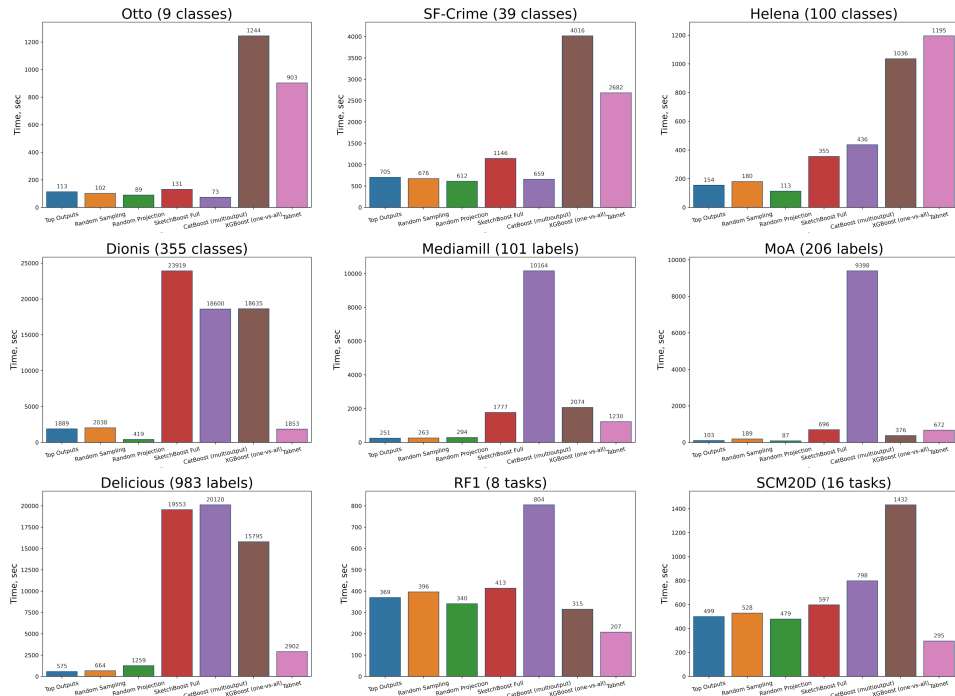 Otto (9 classes)
Time, sec
1200
1000
800
600
400
200
0
113
102
89
131
73
1244
903
Top Outputs
Random Sampling
Random Projection
SketchBoost Full
CatBoost (multioutput)
XGBoost (one-vs-all)
Tabnet
SF-Crime (39 classes)
Time, sec
4000
3500
3000
2500
2000
1500
1000
500
0
705
676
612
1146
659
4016
2682
Top Outputs
Random Sampling
Random Projection
SketchBoost Full
CatBoost (multioutput)
XGBoost (one-vs-all)
Tabnet
Helena (100 classes)
Time, sec
1200
1000
800
600
400
200
0
154
180
113
355
436
1036
1195
Top Outputs
Random Sampling
Random Projection
SketchBoost Full
CatBoost (multioutput)
XGBoost (one-vs-all)
Tabnet
Dionis (355 classes)
Time, sec
25000
20000
15000
10000
5000
0
1889
2038
419
23919
18600
18635
1853
Top Outputs
Random Sampling
Random Projection
SketchBoost Full
CatBoost (multioutput)
XGBoost (one-vs-all)
Tabnet
Mediamill (101 labels)
Time, sec
10000
8000
6000
4000
2000
0
251
263
294
1777
10164
2074
1230
Top Outputs
Random Sampling
Random Projection
SketchBoost Full
CatBoost (multioutput)
XGBoost (one-vs-all)
Tabnet
MoA (206 labels)
Time, sec
10000
8000
6000
4000
2000
0
103
189
87
696
9398
376
672
Top Outputs
Random Sampling
Random Projection
SketchBoost Full
CatBoost (multioutput)
XGBoost (one-vs-all)
Tabnet
Delicious (983 labels)
Time, sec
20000
17500
15000
12500
10000
7500
5000
2500
0
575
664
1259
19553
20120
15795
2902
Top Outputs
Random Sampling
Random Projection
SketchBoost Full
CatBoost (multioutput)
XGBoost (one-vs-all)
Tabnet
RF1 (8 tasks)
Time, sec
800
700
600
500
400
300
200
100
0
369
396
340
413
804
315
207
Top Outputs
Random Sampling
Random Projection
SketchBoost Full
CatBoost (multioutput)
XGBoost (one-vs-all)
Tabnet
SCM20D (16 tasks)
Time, sec
1400
1200
1000
800
600
400
200
0
499
528
479
597
798
1432
295
Top Outputs
Random Sampling
Random Projection
SketchBoost Full
CatBoost (multioutput)
XGBoost (one-vs-all)
Tabnet